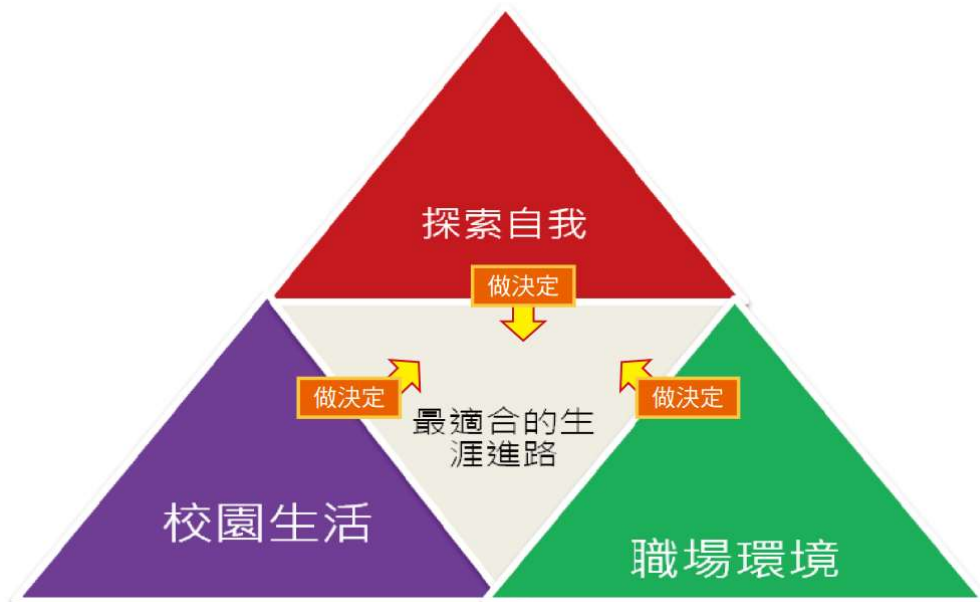 探索自我
做決定
做決定
做決定
最適合的生
涯進路
校園生活
職場環境